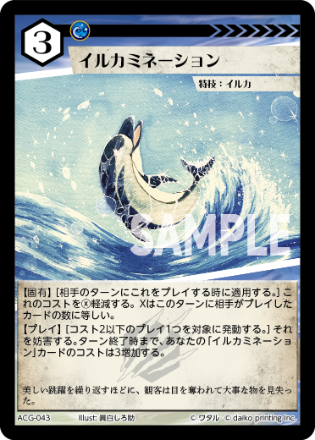 3
イルカミネーション
特技：イルカ
SAMPLE
【固有】[相手のターンにこれをプレイする時に適用する。]こ
れのコストをⓧ軽減する。Xはこのターンに相手がプレイした
カードの数に等しい。
【プレイ】[コスト2以下のプレイ1つを対象に発動する。]それ
を妨害する。ターン終了時まで、あなたの「イルカミネーショ
ン」カードのコストは3増加する。
美しい跳躍を繰り返すほどに、観客は目を奪われて大事な物を見失っ
た。
ACG-043 Illust: 眞白しろ助 © ワタル © daiko printing inc.